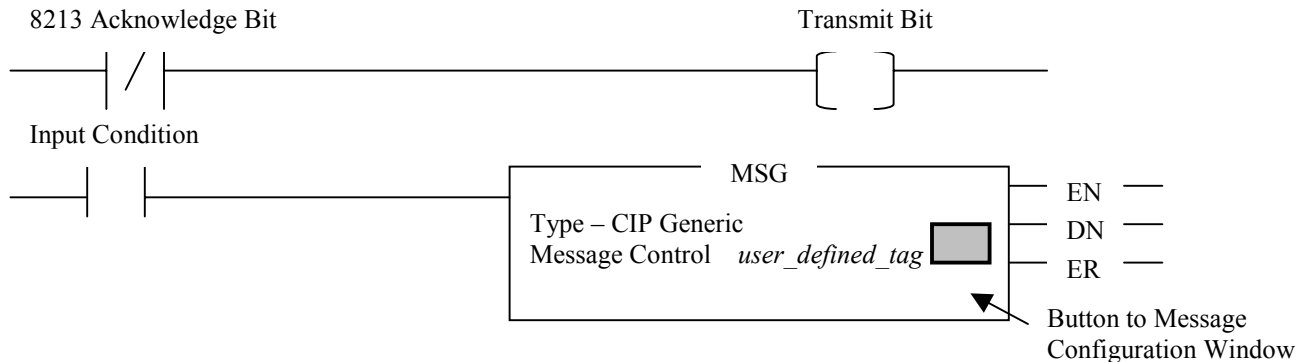 8213 Acknowledge Bit
Transmit Bit
Input Condition
MSG
Type – CIP Generic
Message Control user_defined_tag
EN
DN
ER
Button to Message
Configuration Window